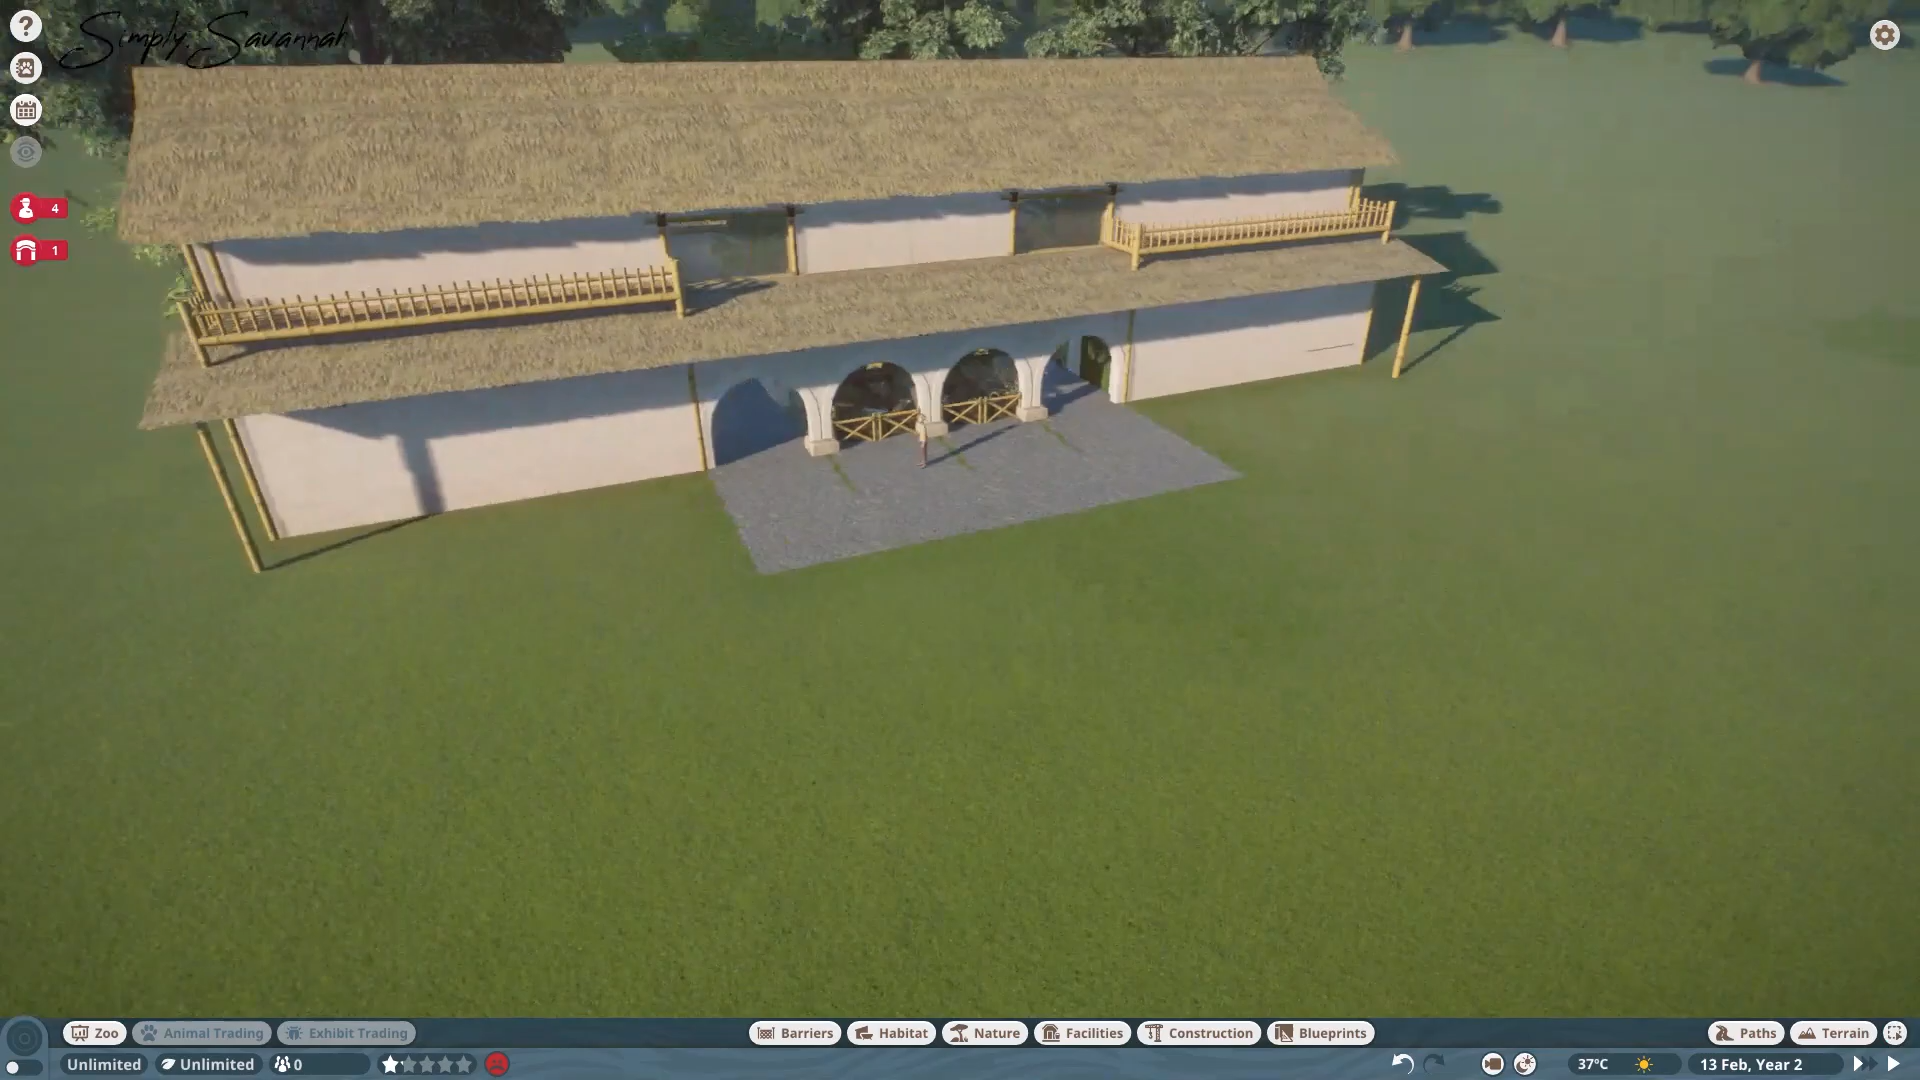 ?
Simply.Savannah
4
1
Zoo
Animal Trading
Exhibit Trading
Barriers
Habitat
Nature
Facilities
Construction
Blueprints
Paths
Terrain
Unlimited
Unlimited
0
37°C
13 Feb, Year 2